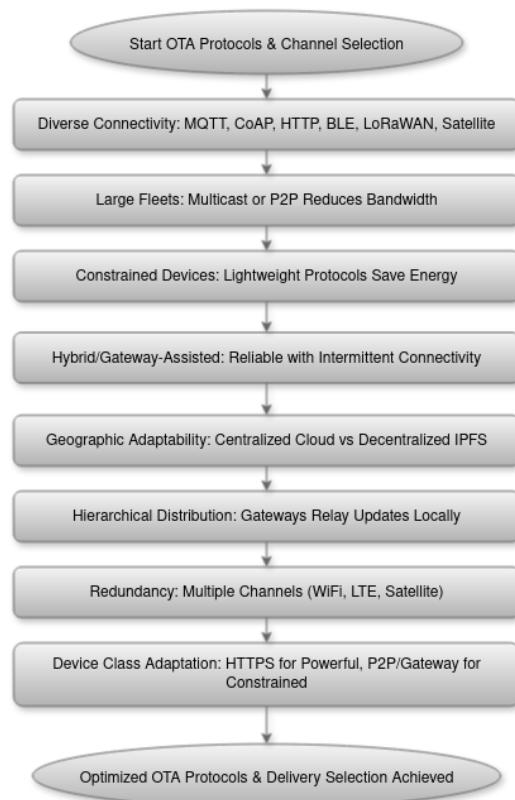 Start OTA Protocols & Channel Selection
Diverse Connectivity: MQTT, CoAP, HTTP, BLE, LoRaWAN, Satellite
Large Fleets: Multicast or P2P Reduces Bandwidth
Constrained Devices: Lightweight Protocols Save Energy
Hybrid/Gateway-Assisted: Reliable with Intermittent Connectivity
Geographic Adaptability: Centralized Cloud vs Decentralized IPFS
Hierarchical Distribution: Gateways Relay Updates Locally
Redundancy: Multiple Channels (WiFi, LTE, Satellite)
Device Class Adaptation: HTTPS for Powerful, P2P/Gateway for
Constrained
Optimized OTA Protocols & Delivery Selection Achieved